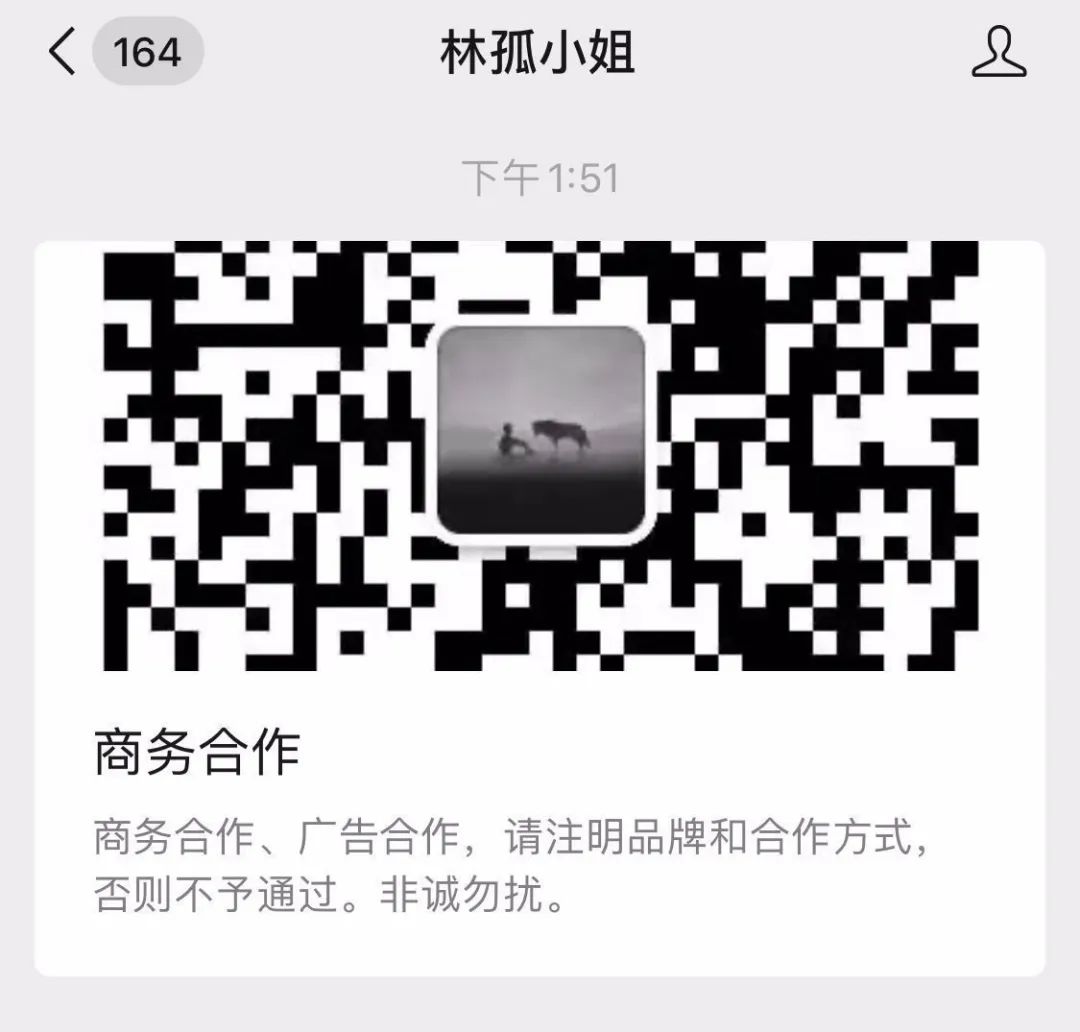 164
林孤小姐
下午1:51
商务合作
商务合作、广告合作，请注明品牌和合作方式，
否则不予通过。非诚勿扰。